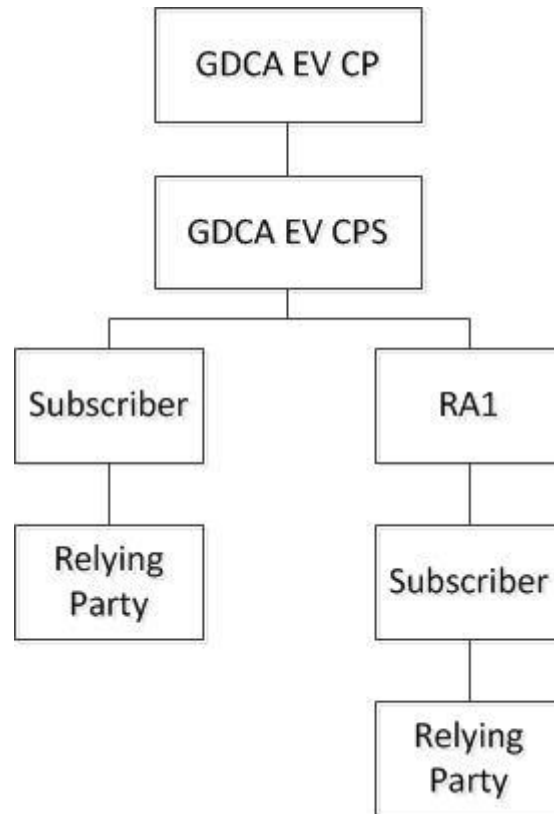 GDCA EV CP
GDCA EV CPS
Subscriber
RA1
Relying
Party
Subscriber
Relying
Party